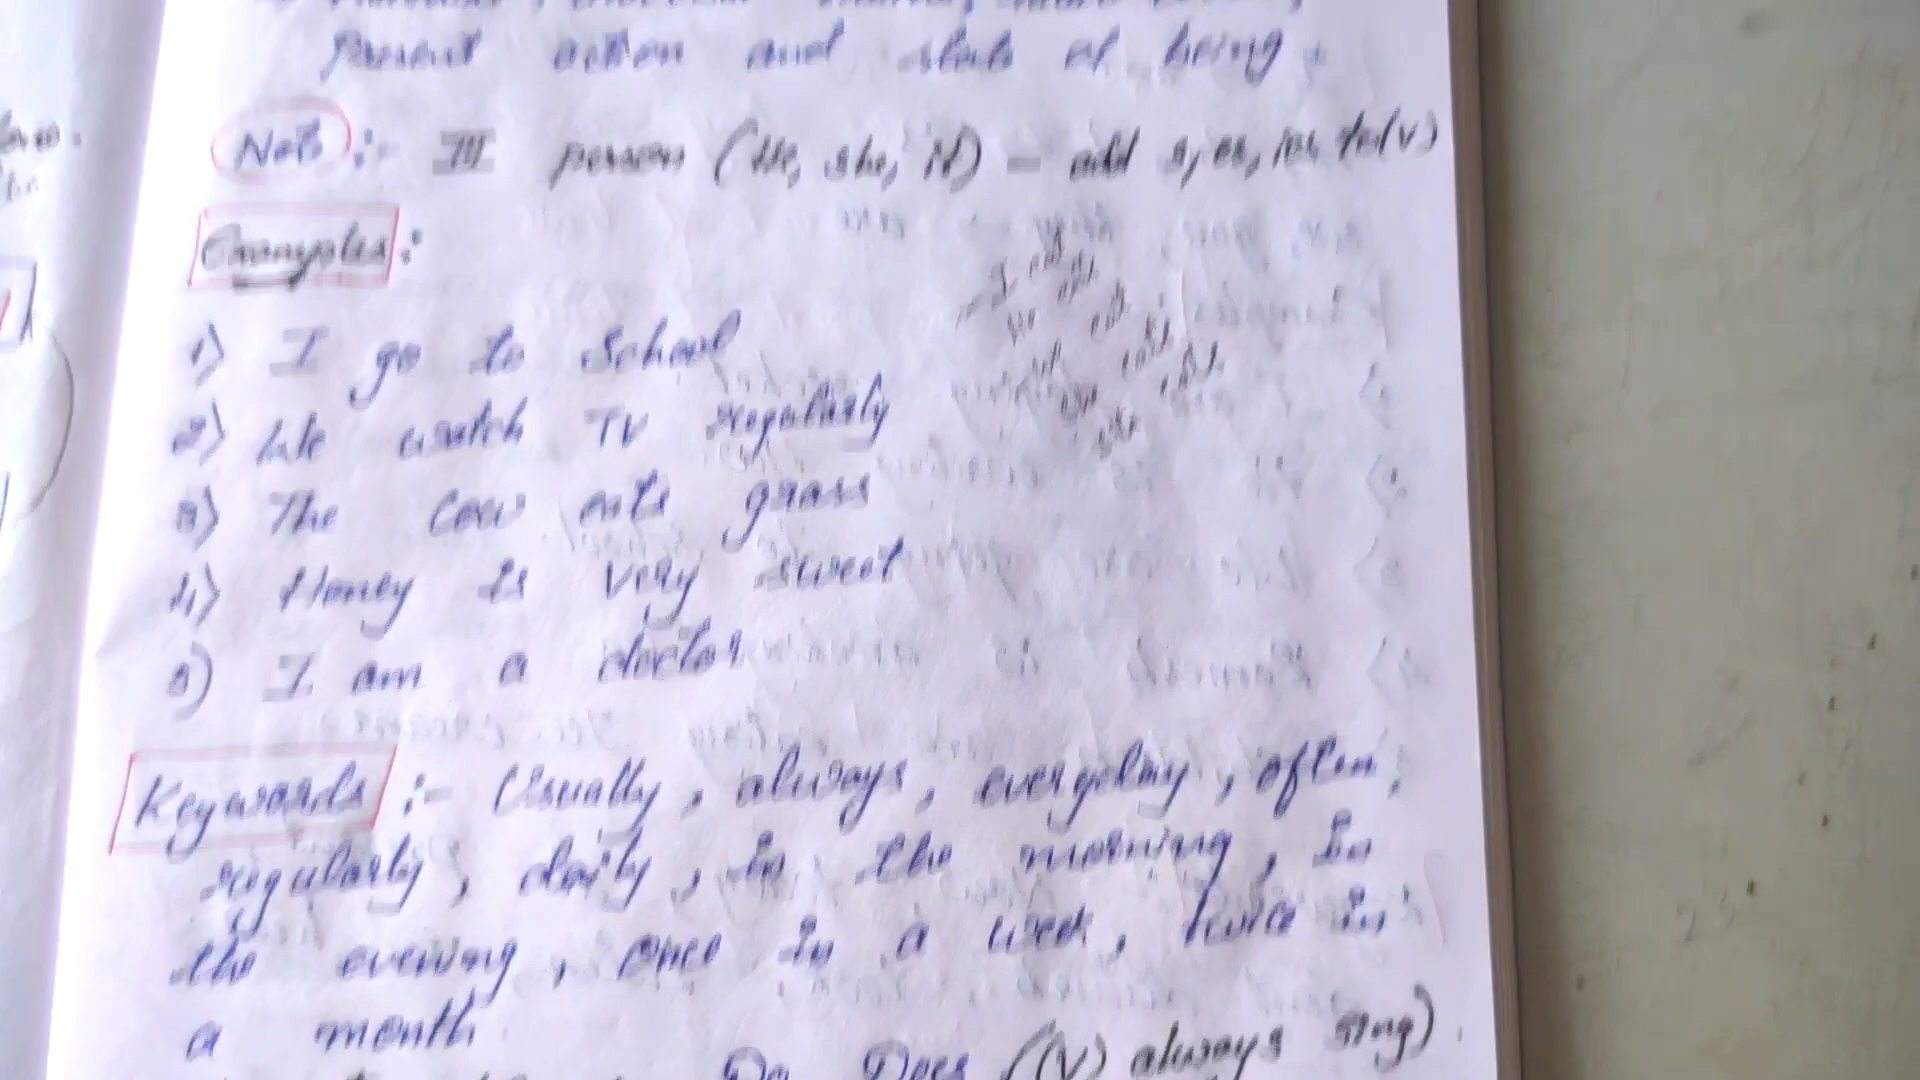 Present action and state of being.
Note :- III person (He, she, it) - add s, es, ies to (v)
Examples :
1) I go to School
2) We watch TV regularly
3) The Cow eats grass
4) Honey is very sweet
5) I am a doctor
Keywords :- Usually, always, everyday, often,
regularly, daily, In the morning, In
the evening, once in a week, twice in
a month.
Do Does ((V) always sing)